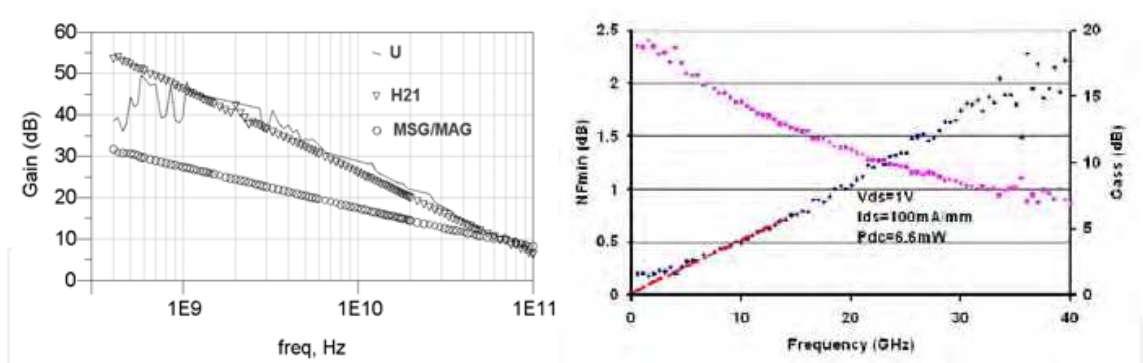 60
50
40
30
20
10
0
Gain (dB)
U
H21
MSG/MAG
1E9
1E10
1E11
freq, Hz
2.5
2
1.5
1
0.5
0
NFmin (dB)
20
15
10
5
0
Gass (dB)
Vds=1V
Ids=100mA/mm
Pdc=6.6mW
0
10
20
30
40
Frequency (GHz)